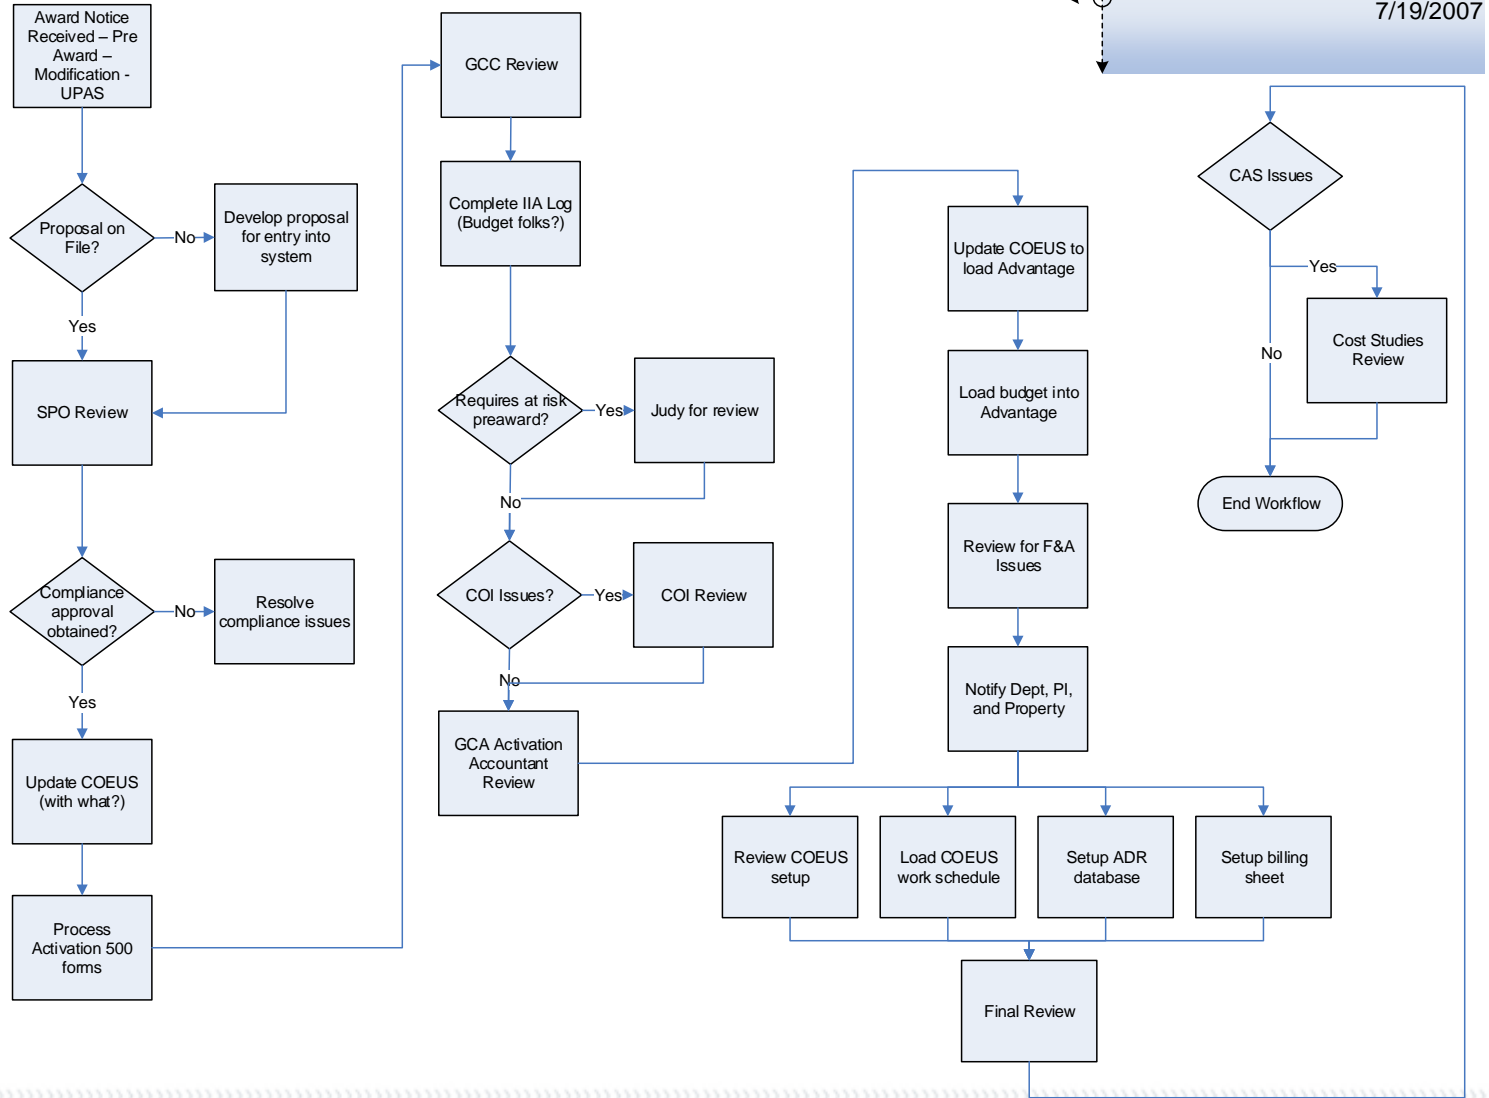 7/19/2007
Award Notice
Received – Pre
Award –
Modification -
UPAS
Proposal on
File?
No
Develop proposal
for entry into
system
Yes
SPO Review
Compliance
approval
obtained?
No
Resolve
compliance issues
Yes
Update COEUS
(with what?)
Process
Activation 500
forms
GCC Review
Complete IIA Log
(Budget folks?)
Requires at risk
preaward?
Yes
Judy for review
No
COI Issues?
Yes
COI Review
No
GCA Activation
Accountant
Review
Update COEUS to
load Advantage
Load budget into
Advantage
Review for F&A
Issues
Notify Dept, PI,
and Property
Review COEUS
setup
Load COEUS
work schedule
Setup ADR
database
Setup billing
sheet
Final Review
CAS Issues
Yes
Cost Studies
Review
No
End Workflow